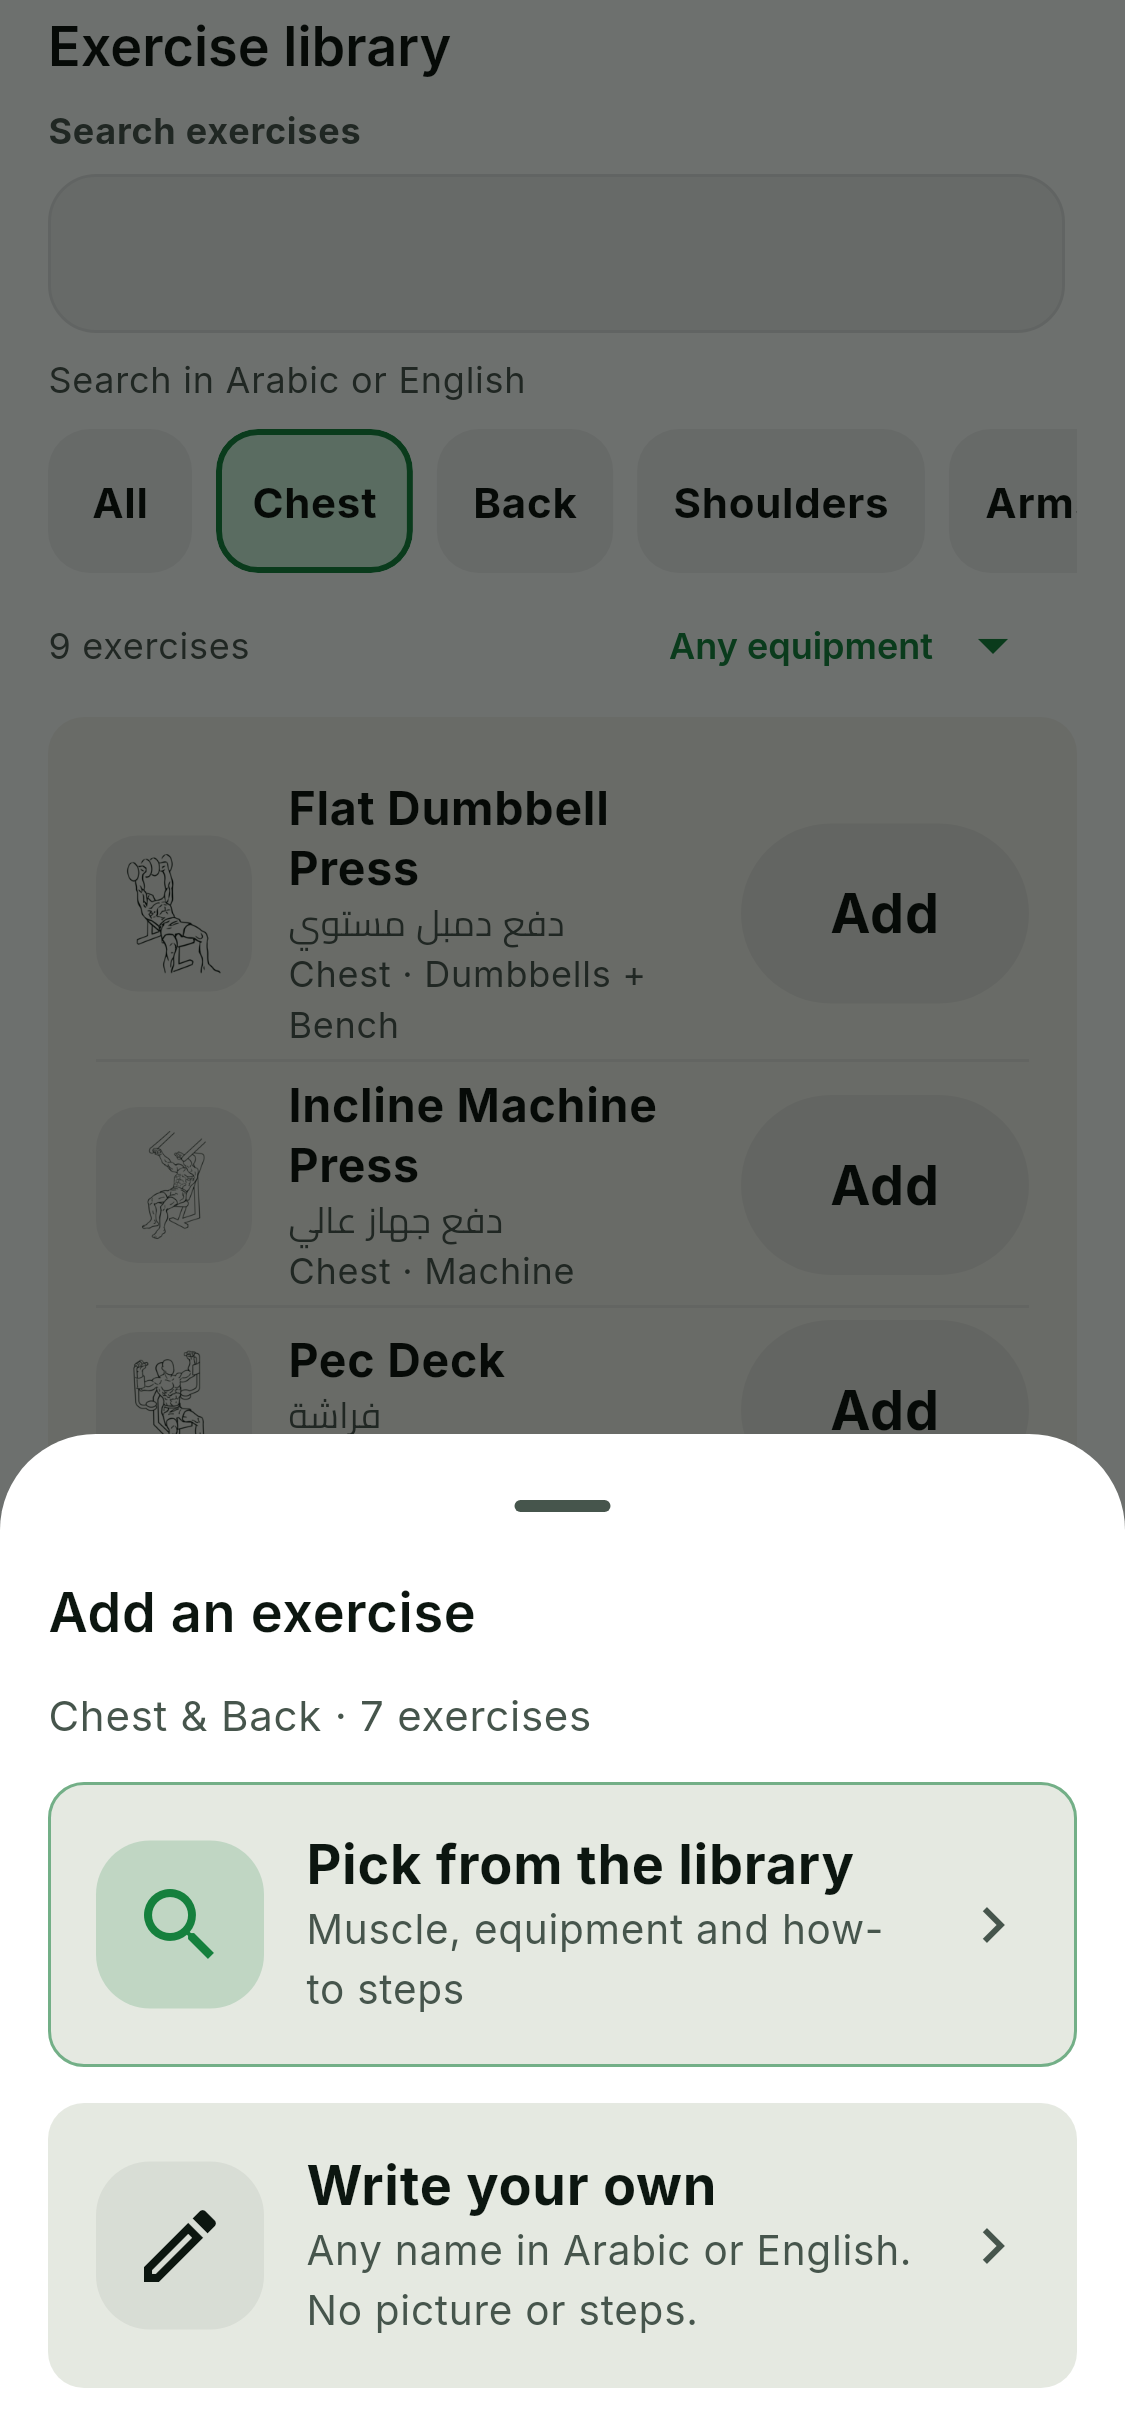 Exercise library
Search exercises
Search in Arabic or English
All Chest Back Shoulders Arm
9 exercises Any equipment
Flat Dumbbell
Press
دفع دمبل مستوي
Chest · Dumbbells +
Bench
Add
Incline Machine
Press
دفع جهاز عالي
Chest · Machine
Add
Pec Deck
فراشة
Add
Add an exercise
Chest & Back · 7 exercises
Pick from the library
Muscle, equipment and how-
to steps
Write your own
Any name in Arabic or English.
No picture or steps.